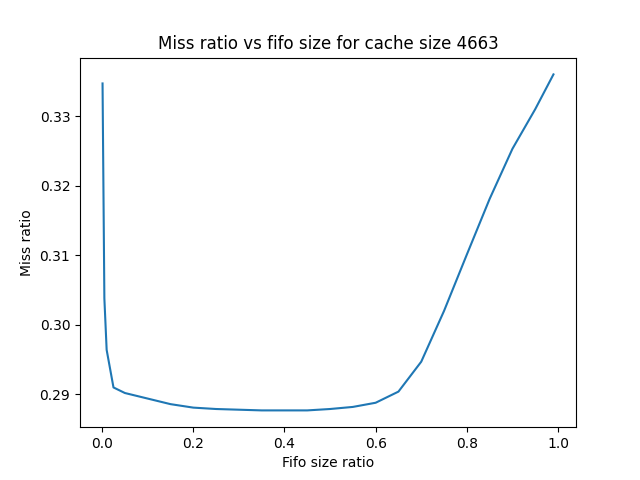 Miss ratio vs fifo size for cache size 4663
0.33
0.32
0.31
0.30
0.29
Miss ratio
0.0 0.2 0.4 0.6 0.8 1.0
Fifo size ratio